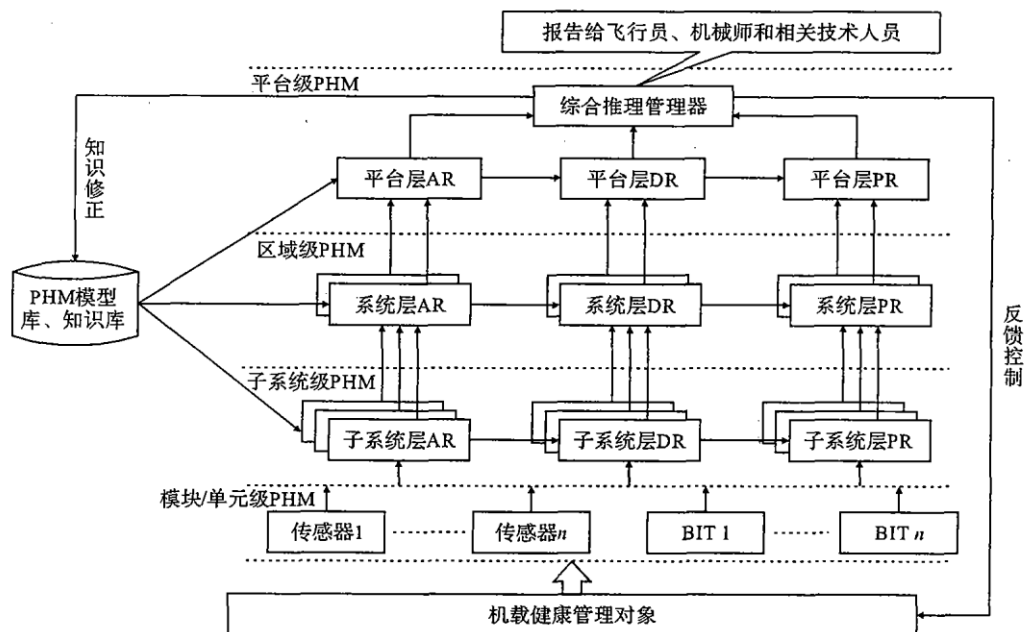 报告给飞行员、机械师和相关技术人员
平台级PHM
综合推理管理器
知识修正
平台层AR
平台层DR
平台层PR
区域级PHM
PHM模型
库、知识库
系统层AR
系统层DR
系统层PR
反馈控制
子系统级PHM
子系统层AR
子系统层DR
子系统层PR
模块/单元级PHM
传感器1
传感器n
BIT 1
BIT n
机载健康管理对象